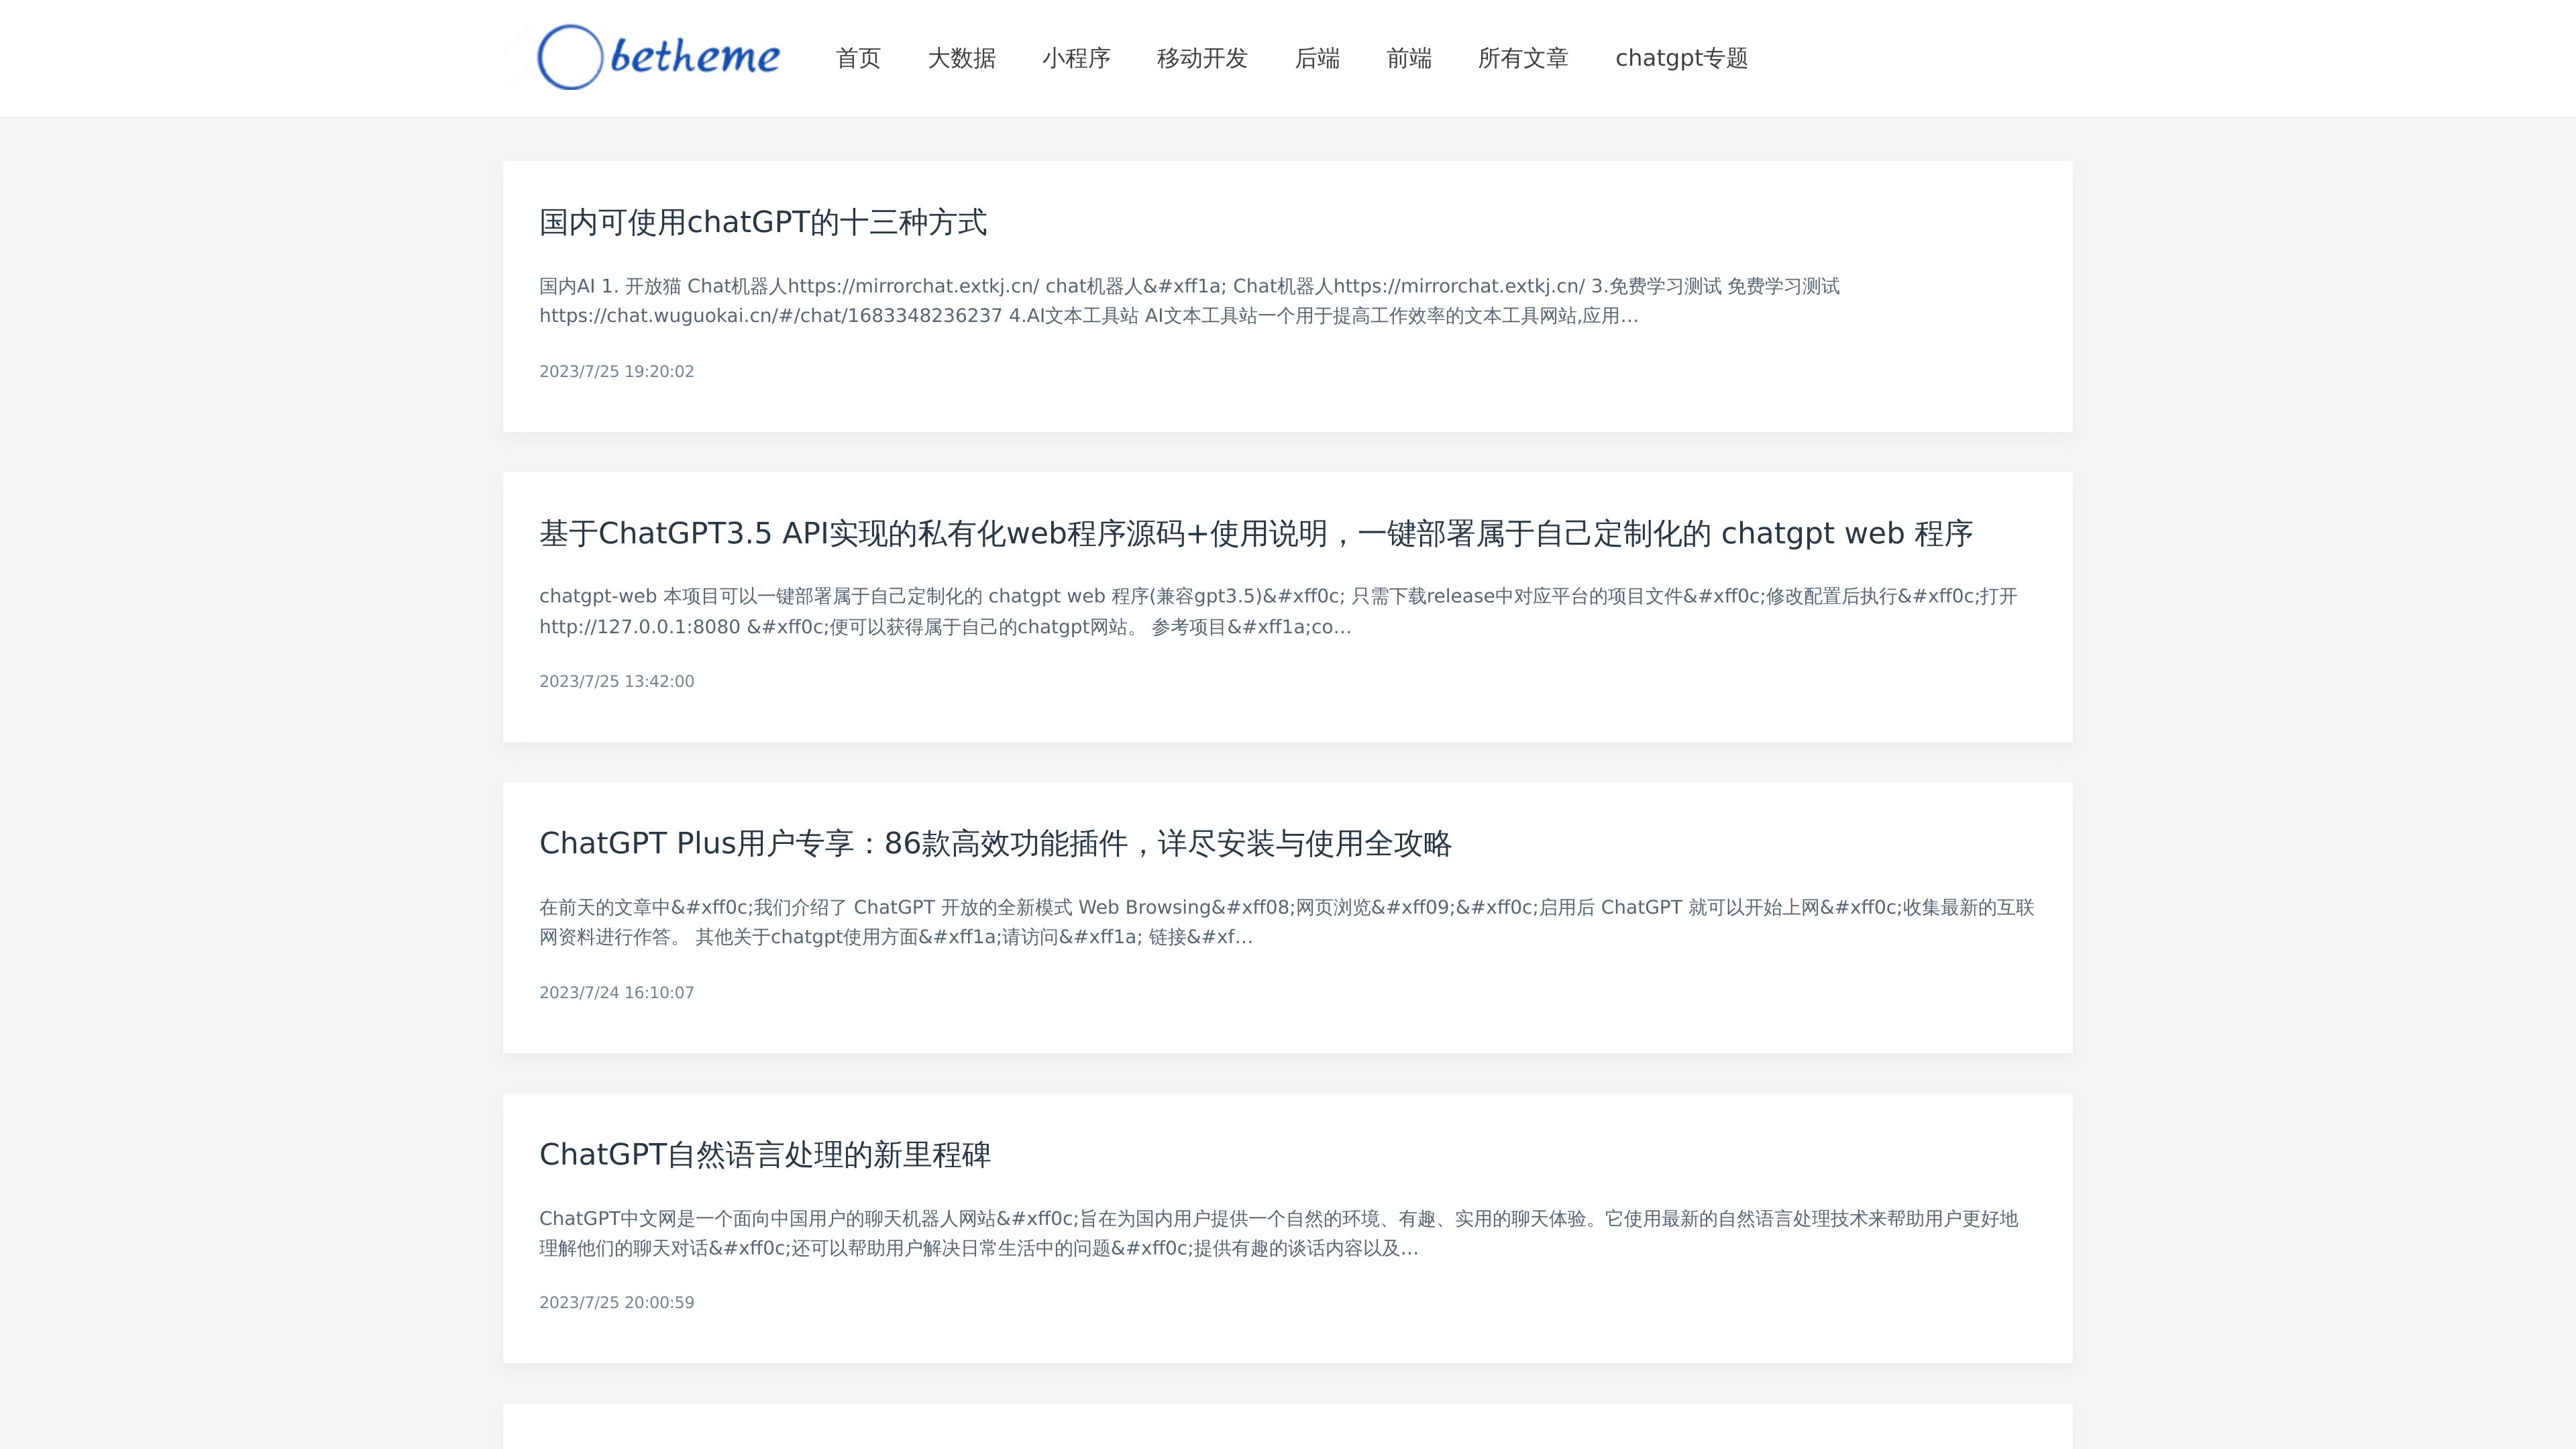 betheme
首页 大数据 小程序 移动开发 后端 前端 所有文章 chatgpt专题
国内可使用chatGPT的十三种方式
国内AI 1. 开放猫 Chat机器人https://mirrorchat.extkj.cn/ chat机器人&#xff1a; Chat机器人https://mirrorchat.extkj.cn/ 3.免费学习测试 免费学习测试
https://chat.wuguokai.cn/#/chat/1683348236237 4.AI文本工具站 AI文本工具站一个用于提高工作效率的文本工具网站,应用…
2023/7/25 19:20:02
基于ChatGPT3.5 API实现的私有化web程序源码+使用说明，一键部署属于自己定制化的 chatgpt web 程序
chatgpt-web 本项目可以一键部署属于自己定制化的 chatgpt web 程序(兼容gpt3.5)&#xff0c; 只需下载release中对应平台的项目文件&#xff0c;修改配置后执行&#xff0c;打开
http://127.0.0.1:8080 &#xff0c;便可以获得属于自己的chatgpt网站。 参考项目&#xff1a;co…
2023/7/25 13:42:00
ChatGPT Plus用户专享：86款高效功能插件，详尽安装与使用全攻略
在前天的文章中&#xff0c;我们介绍了 ChatGPT 开放的全新模式 Web Browsing&#xff08;网页浏览&#xff09;&#xff0c;启用后 ChatGPT 就可以开始上网&#xff0c;收集最新的互联
网资料进行作答。 其他关于chatgpt使用方面&#xff1a;请访问&#xff1a; 链接&#xf…
2023/7/24 16:10:07
ChatGPT自然语言处理的新里程碑
ChatGPT中文网是一个面向中国用户的聊天机器人网站&#xff0c;旨在为国内用户提供一个自然的环境、有趣、实用的聊天体验。它使用最新的自然语言处理技术来帮助用户更好地
理解他们的聊天对话&#xff0c;还可以帮助用户解决日常生活中的问题&#xff0c;提供有趣的谈话内容以及…
2023/7/25 20:00:59